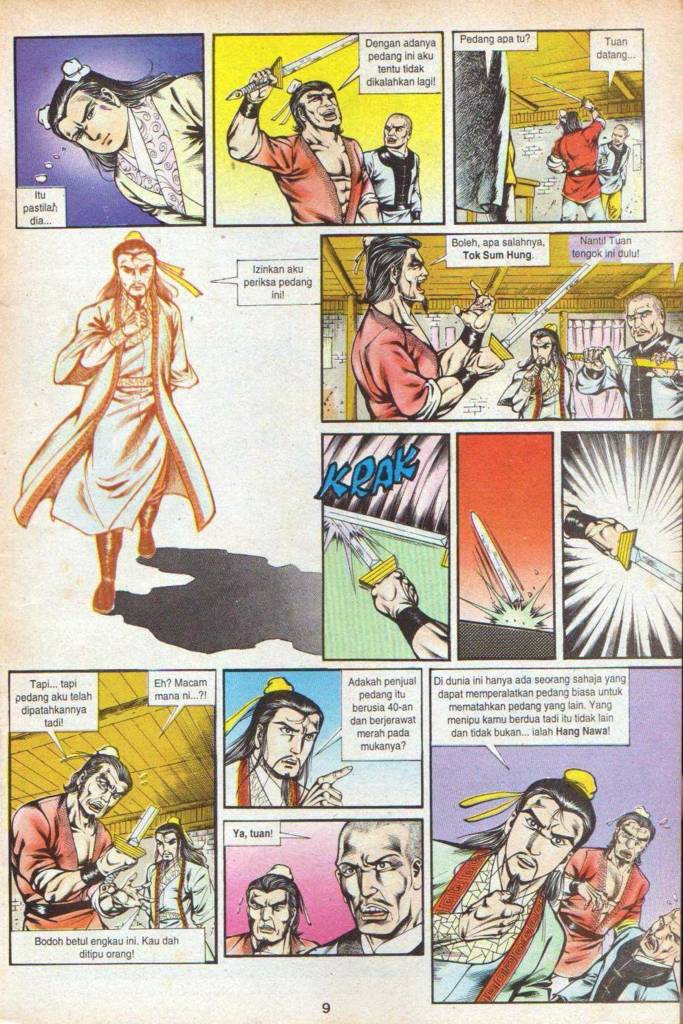 Itu
pastilah
dia...
Dengan adanya
pedang ini aku
tentu tidak
dikalahkan lagi!
Pedang apa tu?
Tuan
datang...
Izinkan aku
periksa pedang
ini!
Boleh, apa salahnya,
Tok Sum Hung.
Nanti! Tuan
tengok ini dulu!
KRAK
Tapi... tapi
pedang aku telah
dipatahkannya
tadi!
Eh? Macam
mana ni...?!
Bodoh betul engkau ini. Kau dah
ditipu orang!
Adakah penjual
pedang itu
berusia 40-an
dan berjerawat
merah pada
mukanya?
Ya, tuan!
Di dunia ini hanya ada seorang sahaja yang
dapat memperalatkan pedang biasa untuk
mematahkan pedang yang lain. Yang
menipu kamu berdua tadi itu tidak lain
dan tidak bukan... ialah Hang Nawa!
9